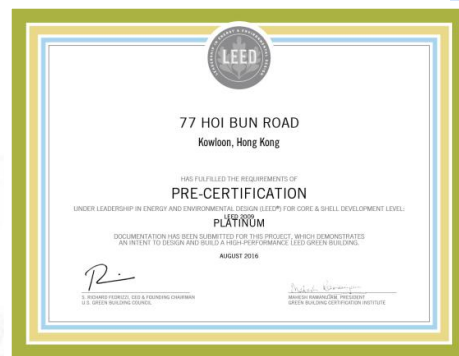 LEED
77 HOI BUN ROAD
Kowloon, Hong Kong
HAS FULFILLED THE REQUIREMENTS OF
PRE-CERTIFICATION
UNDER LEADERSHIP IN ENERGY AND ENVIRONMENTAL DESIGN (LEED®) FOR CORE & SHELL DEVELOPMENT LEVEL:
LEED 2009
PLATINUM
DOCUMENTATION HAS BEEN SUBMITTED FOR THIS PROJECT, WHICH DEMONSTRATES
AN INTENT TO DESIGN AND BUILD A HIGH-PERFORMANCE LEED GREEN BUILDING.
AUGUST 2016
S. RICHARD FEDRIZZI, CEO & FOUNDING CHAIRMAN
U.S. GREEN BUILDING COUNCIL
MAHESH RAMANUJAM, PRESIDENT
GREEN BUILDING CERTIFICATION INSTITUTE